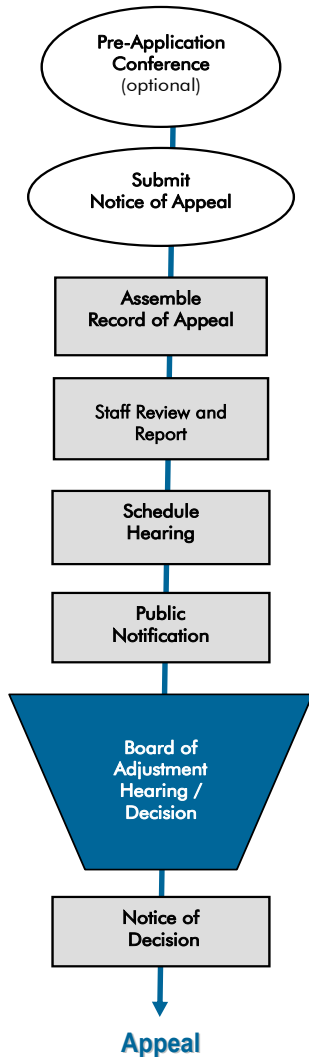 Pre-Application
Conference
(optional)
Submit
Notice of Appeal
Assemble
Record of Appeal
Staff Review and
Report
Schedule
Hearing
Public
Notification
Board of
Adjustment
Hearing /
Decision
Notice of
Decision
Appeal